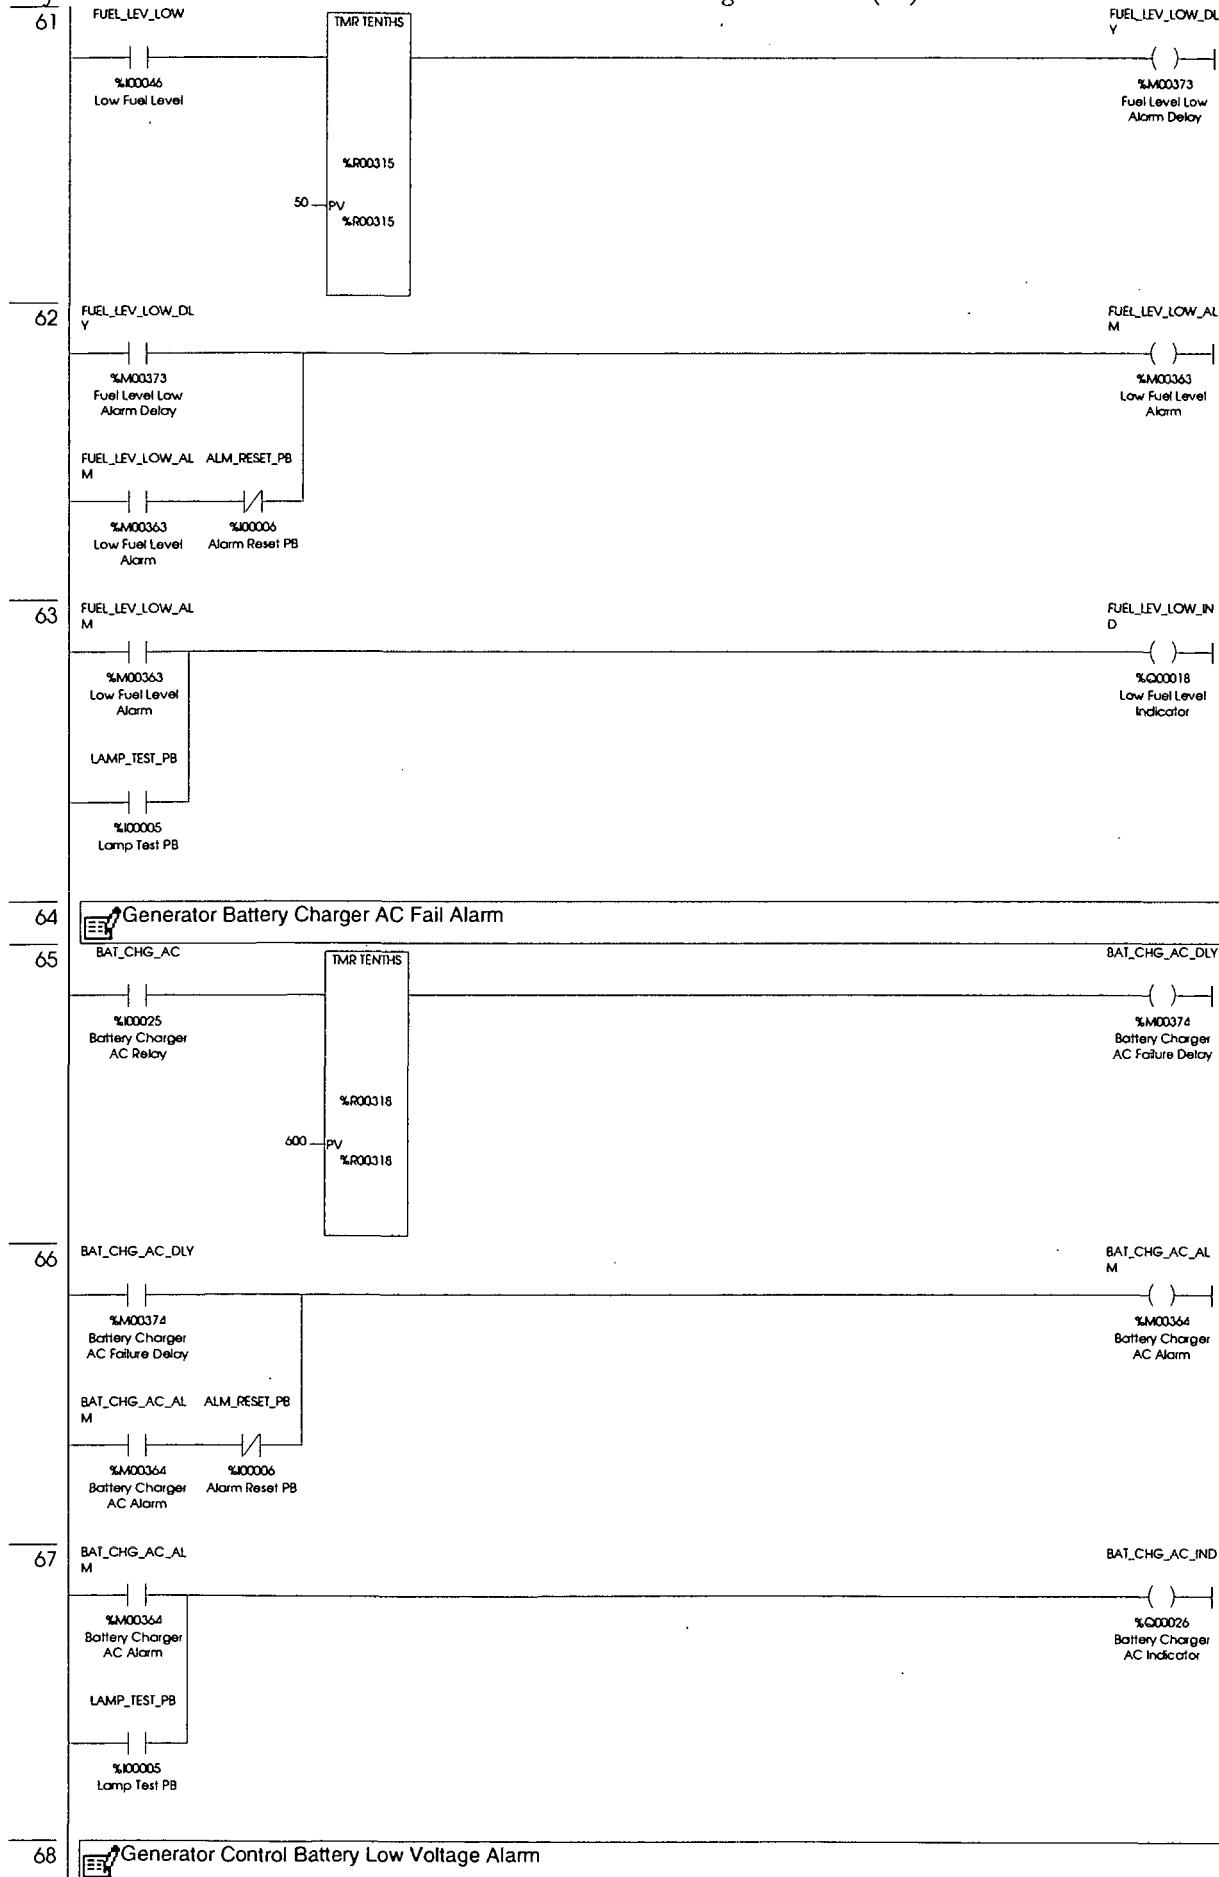 61
FUEL_LEV_LOW
TMR TENTHS
FUEL_LEV_LOW_DL
Y
%I00046
Low Fuel Level
%M00373
Fuel Level Low
Alarm Delay
%R00315
50
PV
%R00315
62
FUEL_LEV_LOW_DL
Y
FUEL_LEV_LOW_AL
M
%M00373
Fuel Level Low
Alarm Delay
%M00363
Low Fuel Level
Alarm
FUEL_LEV_LOW_AL
M
ALM_RESET_PB
%M00363
Low Fuel Level
Alarm
%I00006
Alarm Reset PB
63
FUEL_LEV_LOW_AL
M
FUEL_LEV_LOW_IN
D
%M00363
Low Fuel Level
Alarm
%Q00018
Low Fuel Level
Indicator
LAMP_TEST_PB
%I00005
Lamp Test PB
64
Generator Battery Charger AC Fail Alarm
65
BAT_CHG_AC
TMR TENTHS
BAT_CHG_AC_DLY
%I00025
Battery Charger
AC Relay
%M00374
Battery Charger
AC Failure Delay
%R00318
600
PV
%R00318
66
BAT_CHG_AC_DLY
BAT_CHG_AC_AL
M
%M00374
Battery Charger
AC Failure Delay
%M00364
Battery Charger
AC Alarm
BAT_CHG_AC_AL
M
ALM_RESET_PB
%M00364
Battery Charger
AC Alarm
%I00006
Alarm Reset PB
67
BAT_CHG_AC_AL
M
BAT_CHG_AC_IND
%M00364
Battery Charger
AC Alarm
%Q00026
Battery Charger
AC Indicator
LAMP_TEST_PB
%I00005
Lamp Test PB
68
Generator Control Battery Low Voltage Alarm